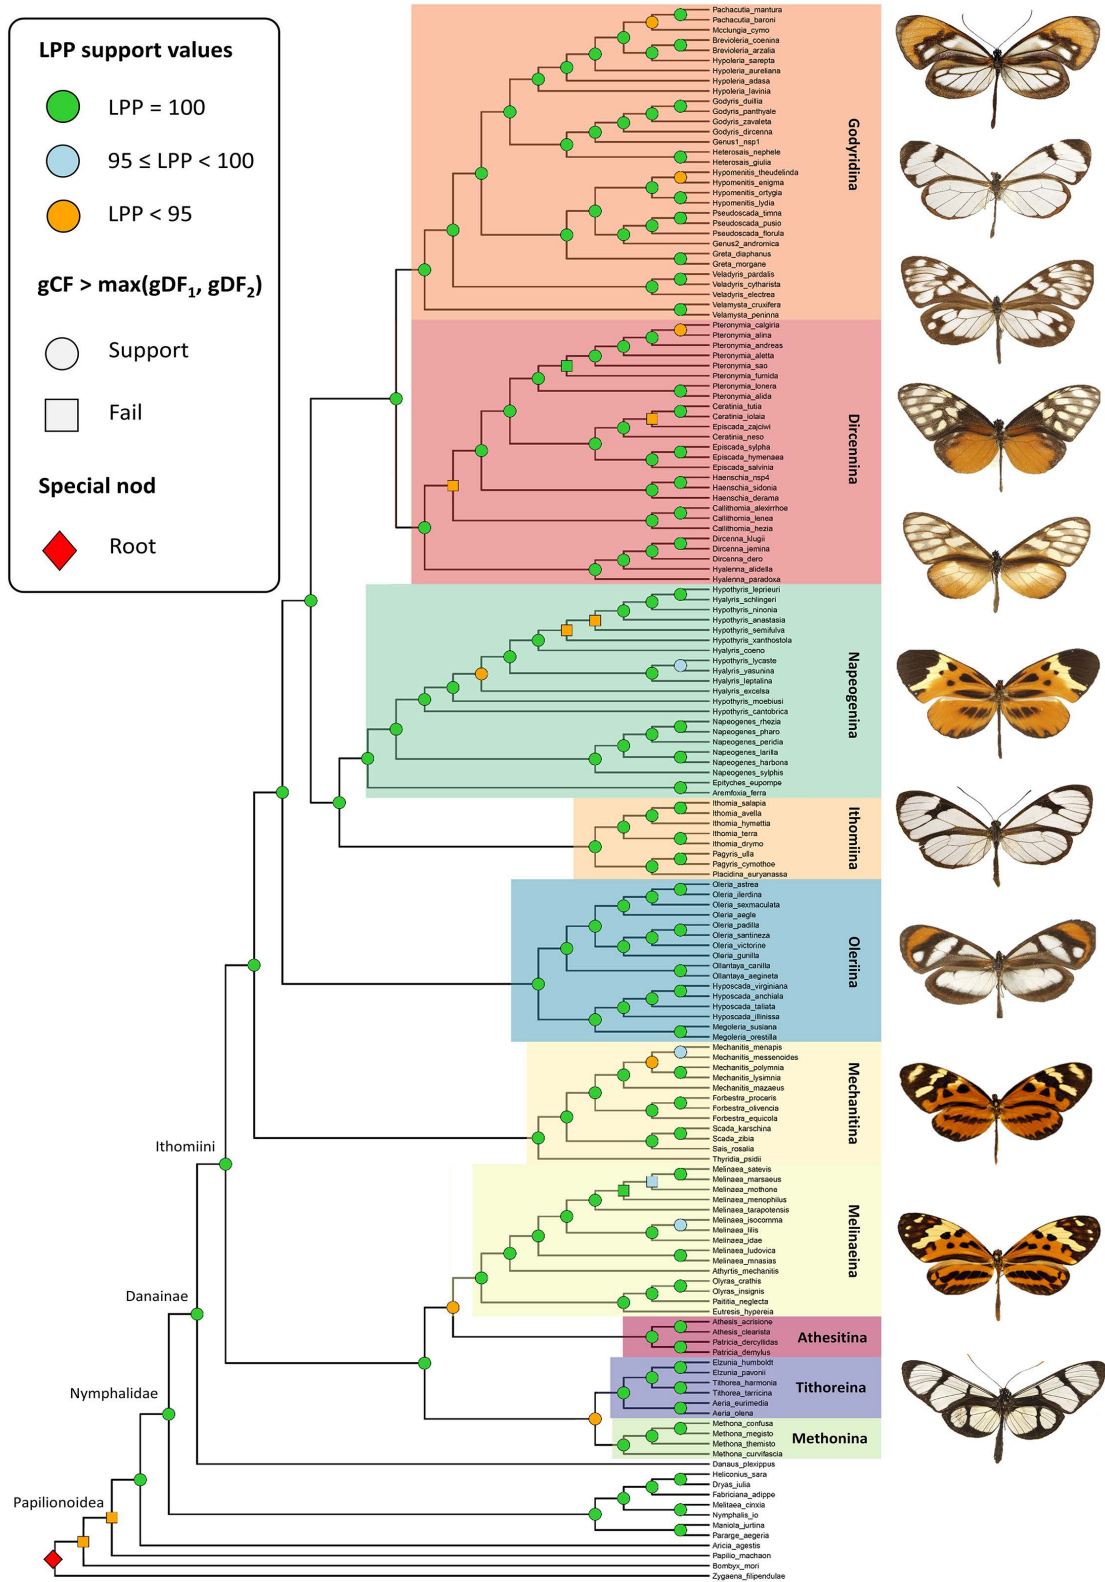 LPP support values
LPP = 100
95 ≤ LPP < 100
LPP < 95
gCF > max(gDF1, gDF2)
Support
Fail
Special nod
Root
Pachacutia_mantura
Pachacutia_baroni
Mcclungia_cymo
Brevioleria_coenina
Brevioleria_arzalia
Hypoleria_sarepta
Hypoleria_aureliana
Hypoleria_adasa
Hypoleria_lavinia
Godyris_duillia
Godyris_panthyale
Godyris_zavaleta
Godyris_dircenna
Genus1_nsp1
Heterosais_nephele
Heterosais_giulia
Hypomenitis_theudelinda
Hypomenitis_enigma
Hypomenitis_ortygia
Hypomenitis_lydia
Pseudoscada_timna
Pseudoscada_pusio
Pseudoscada_florula
Genus2_andromica
Greta_diaphanus
Greta_morgane
Veladyris_pardalis
Veladyris_cytharista
Veladyris_electrea
Velamysta_cruxifera
Velamysta_peninna
Godyridina
Pteronymia_calgiria
Pteronymia_alina
Pteronymia_andreas
Pteronymia_aletta
Pteronymia_sao
Pteronymia_fumida
Pteronymia_lonera
Pteronymia_alida
Ceratinia_tutia
Ceratinia_iolaia
Episcada_zajciwi
Ceratinia_neso
Episcada_sylpha
Episcada_hymenaea
Episcada_salvinia
Haenschia_nsp4
Haenschia_sidonia
Haenschia_derama
Callithomia_alexirrhoe
Callithomia_lenea
Callithomia_hezia
Dircenna_klugii
Dircenna_jemina
Dircenna_dero
Hyalenna_alidella
Hyalenna_paradoxa
Dircennina
Hypothyris_leprieuri
Hyalyris_schlingeri
Hypothyris_ninonia
Hypothyris_anastasia
Hypothyris_semifulva
Hypothyris_xanthostola
Hyalyris_coeno
Hypothyris_lycaste
Hyalyris_yasunina
Hyalyris_leptalina
Hyalyris_excelsa
Hypothyris_moebiusi
Hypothyris_cantobrica
Napeogenes_rhezia
Napeogenes_pharo
Napeogenes_peridia
Napeogenes_larilla
Napeogenes_harbona
Napeogenes_sylphis
Epityches_eupompe
Aremfoxia_ferra
Napeogenina
Ithomia_salapia
Ithomia_avella
Ithomia_hymettia
Ithomia_terra
Ithomia_drymo
Pagyris_ulla
Pagyris_cymothoe
Placidina_euryanassa
Ithomiina
Oleria_astrea
Oleria_ilerdina
Oleria_sexmaculata
Oleria_aegle
Oleria_padilla
Oleria_santineza
Oleria_victorine
Oleria_gunilla
Ollantaya_canilla
Ollantaya_aegineta
Hyposcada_virginiana
Hyposcada_anchiala
Hyposcada_taliata
Hyposcada_illinissa
Megoleria_susiana
Megoleria_orestilla
Oleriina
Mechanitis_menapis
Mechanitis_messenoides
Mechanitis_polymnia
Mechanitis_lysimnia
Mechanitis_mazaeus
Forbestra_proceris
Forbestra_olivencia
Forbestra_equicola
Scada_karschina
Scada_zibia
Sais_rosalia
Thyridia_psidii
Mechanitina
Melinaea_satevis
Melinaea_marsaeus
Melinaea_mothone
Melinaea_menophilus
Melinaea_tarapotensis
Melinaea_isocomma
Melinaea_lilis
Melinaea_idae
Melinaea_ludovica
Melinaea_mnasias
Athyrtis_mechanitis
Olyras_crathis
Olyras_insignis
Paititia_neglecta
Eutresis_hypereia
Melinaeina
Athesis_acrisione
Athesis_clearista
Patricia_dercyllidas
Patricia_demylus
Athesitina
Elzunia_humboldt
Elzunia_pavonii
Tithorea_harmonia
Tithorea_tarricina
Aeria_eurimedia
Aeria_olena
Tithoreina
Methona_confusa
Methona_megisto
Methona_themisto
Methona_curvifascia
Methonina
Danaus_plexippus
Heliconius_sara
Dryas_iulia
Fabriciana_adippe
Melitaea_cinxia
Nymphalis_io
Maniola_jurtina
Pararge_aegeria
Aricia_agestis
Papilio_machaon
Bombyx_mori
Zygaena_filipendulae
Ithomiini
Danainae
Nymphalidae
Papilionoidea